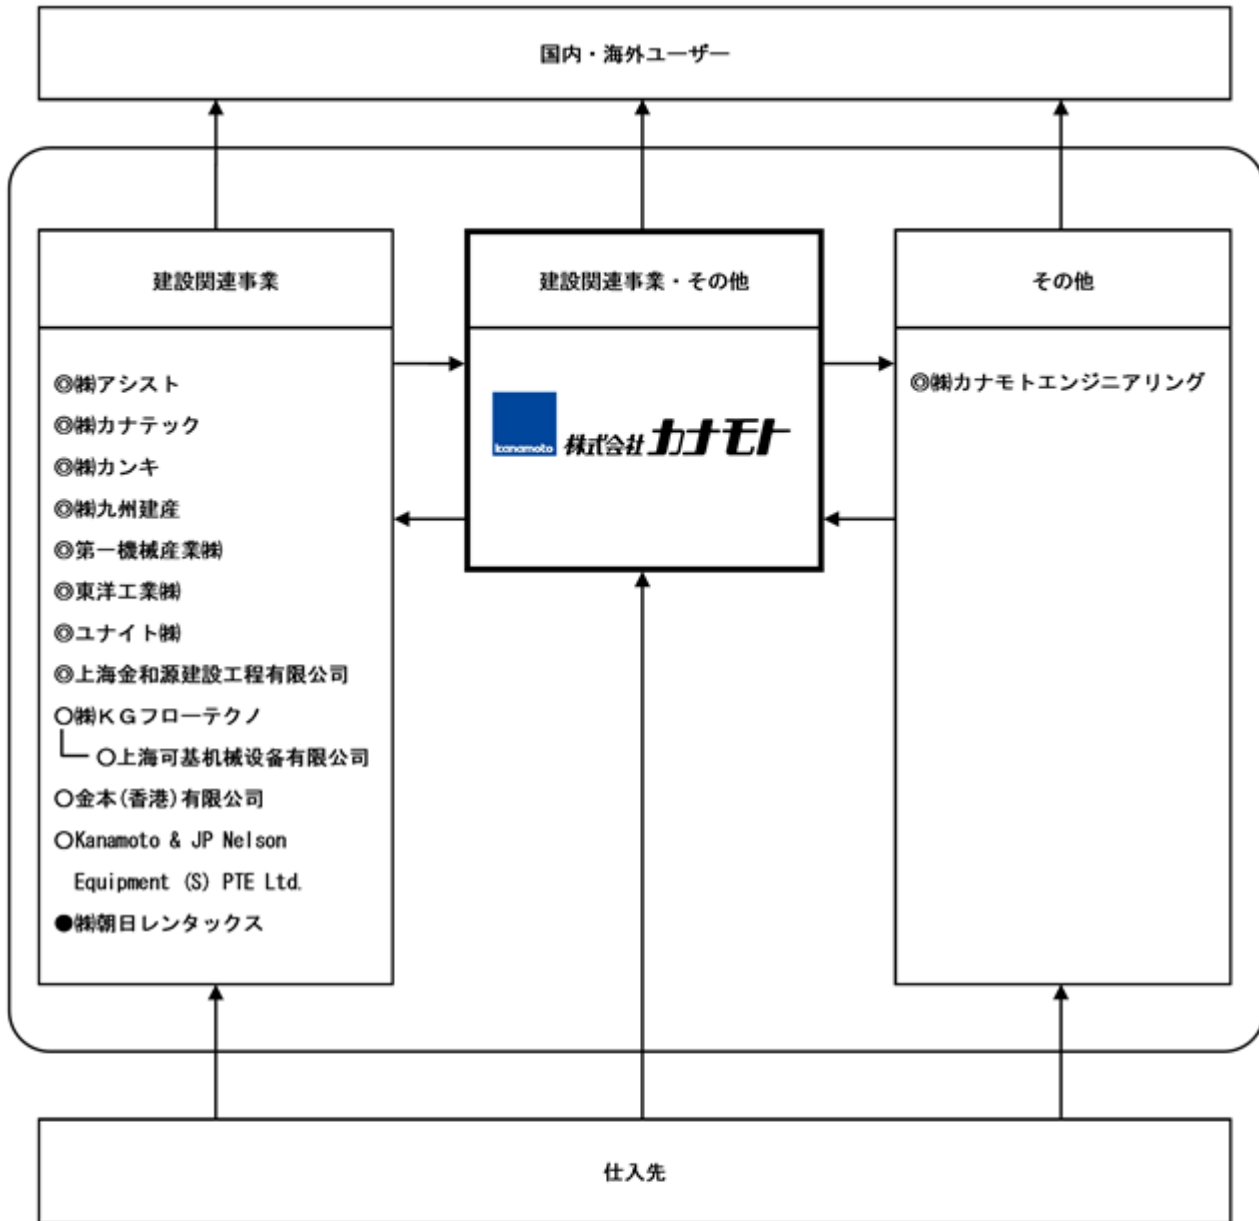 国内・海外ユーザー
建設関連事業
◎㈱アシスト
◎㈱カナテック
◎㈱カンキ
◎㈱九州建産
◎第一機械産業㈱
◎東洋工業㈱
◎ユナイト㈱
◎上海金和源建設工程有限公司
○㈱ＫＧフローテクノ
○上海可基机械设备有限公司
○金本(香港)有限公司
○Kanamoto & JP Nelson
Equipment (S) PTE Ltd.
●㈱朝日レンタックス
建設関連事業・その他
kanamoto
株式会社カナモト
その他
◎㈱カナモトエンジニアリング
仕入先